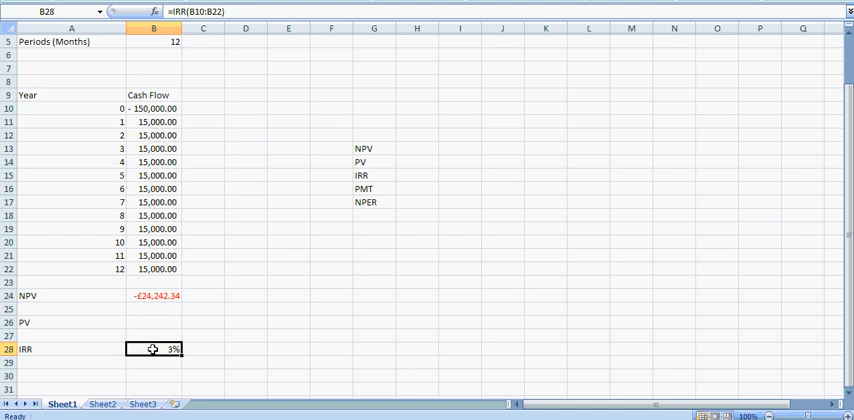 B28 fx =IRR(B10:B22)
A B C D E F G H I J K L M N O P Q
5 Periods (Months) 12
6
7
8
9 Year Cash Flow
10 0 - 150,000.00
11 1 15,000.00
12 2 15,000.00
13 3 15,000.00 NPV
14 4 15,000.00 PV
15 5 15,000.00 IRR
16 6 15,000.00 PMT
17 7 15,000.00 NPER
18 8 15,000.00
19 9 15,000.00
20 10 15,000.00
21 11 15,000.00
22 12 15,000.00
23
24 NPV -£24,242.34
25
26 PV
27
28 IRR 3%
29
30
31
Sheet1 Sheet2 Sheet3
Ready 100%